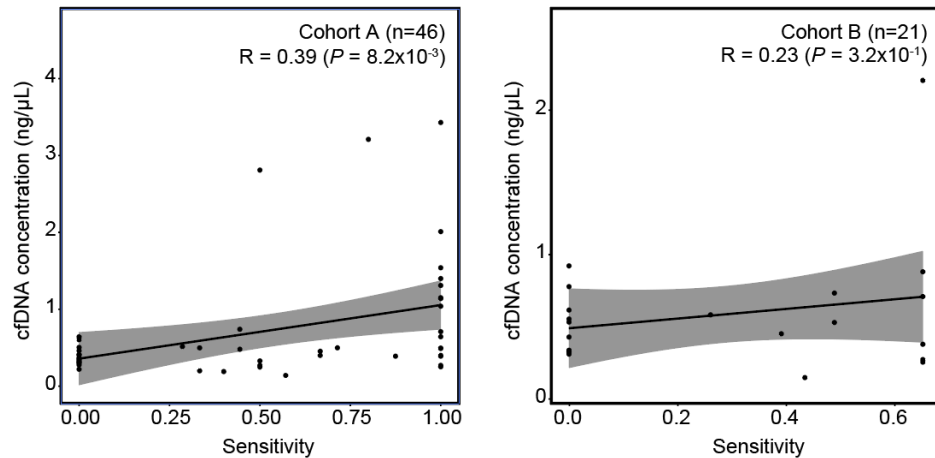 Cohort A (n=46)
R = 0.39 (P = 8.2x10⁻³)
cfDNA concentration (ng/µL)
4
3
2
1
0
0.00 0.25 0.50 0.75 1.00
Sensitivity
Cohort B (n=21)
R = 0.23 (P = 3.2x10⁻¹)
cfDNA concentration (ng/µL)
2
1
0
0.0 0.2 0.4 0.6
Sensitivity